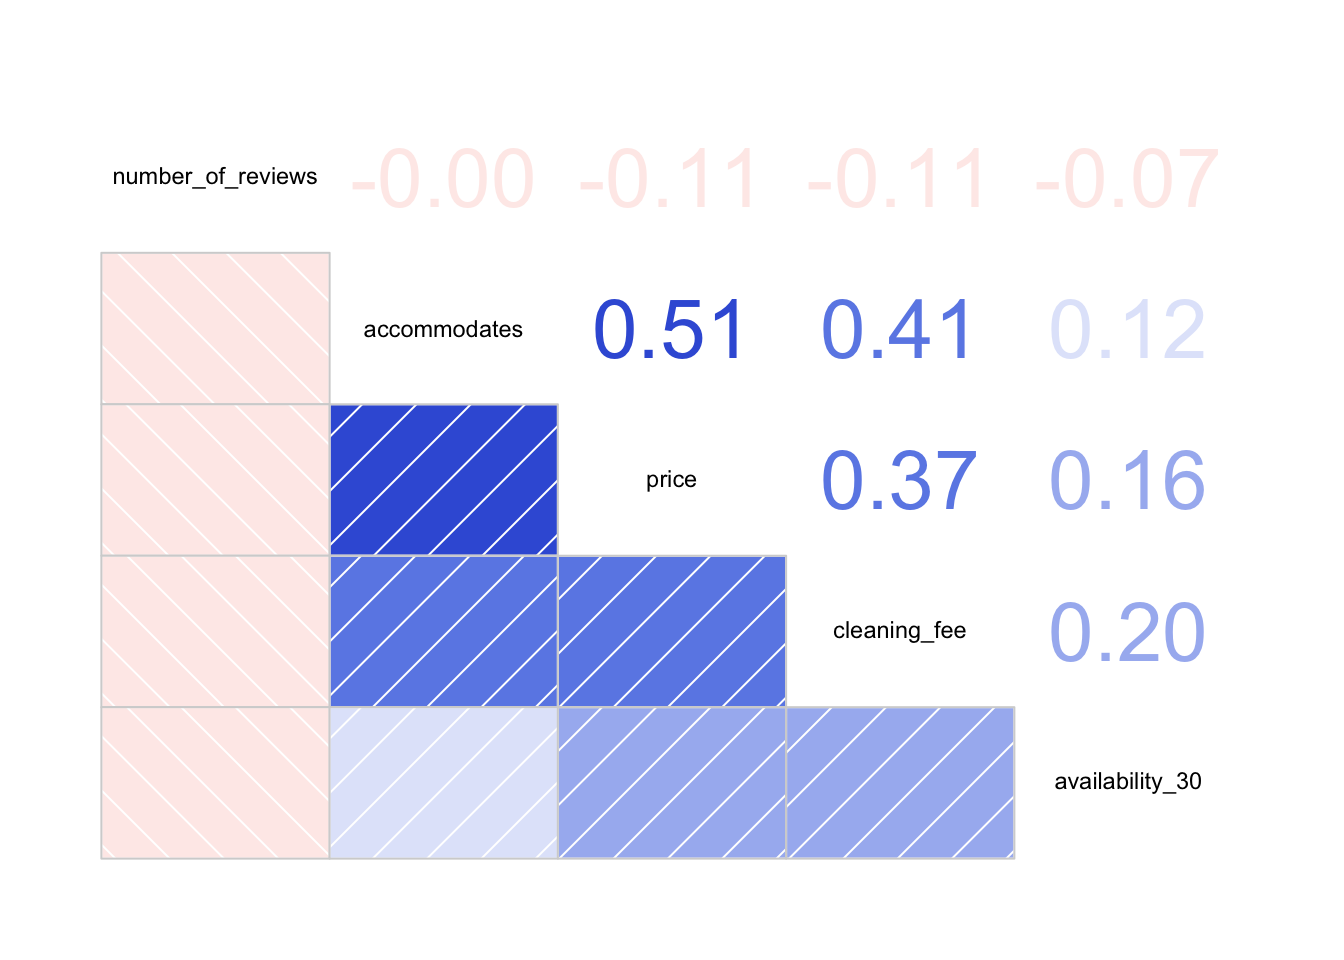 number_of_reviews -0.00 -0.11 -0.11 -0.07
accommodates 0.51 0.41 0.12
price 0.37 0.16
cleaning_fee 0.20
availability_30